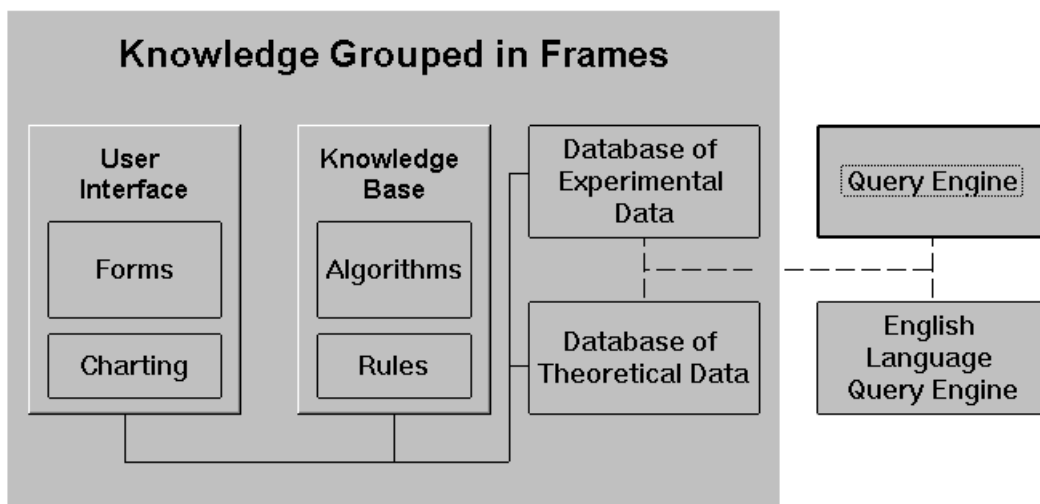 Knowledge Grouped in Frames
User
Interface
Forms
Charting
Knowledge
Base
Algorithms
Rules
Database of
Experimental
Data
Database of
Theoretical Data
Query Engine
English
Language
Query Engine